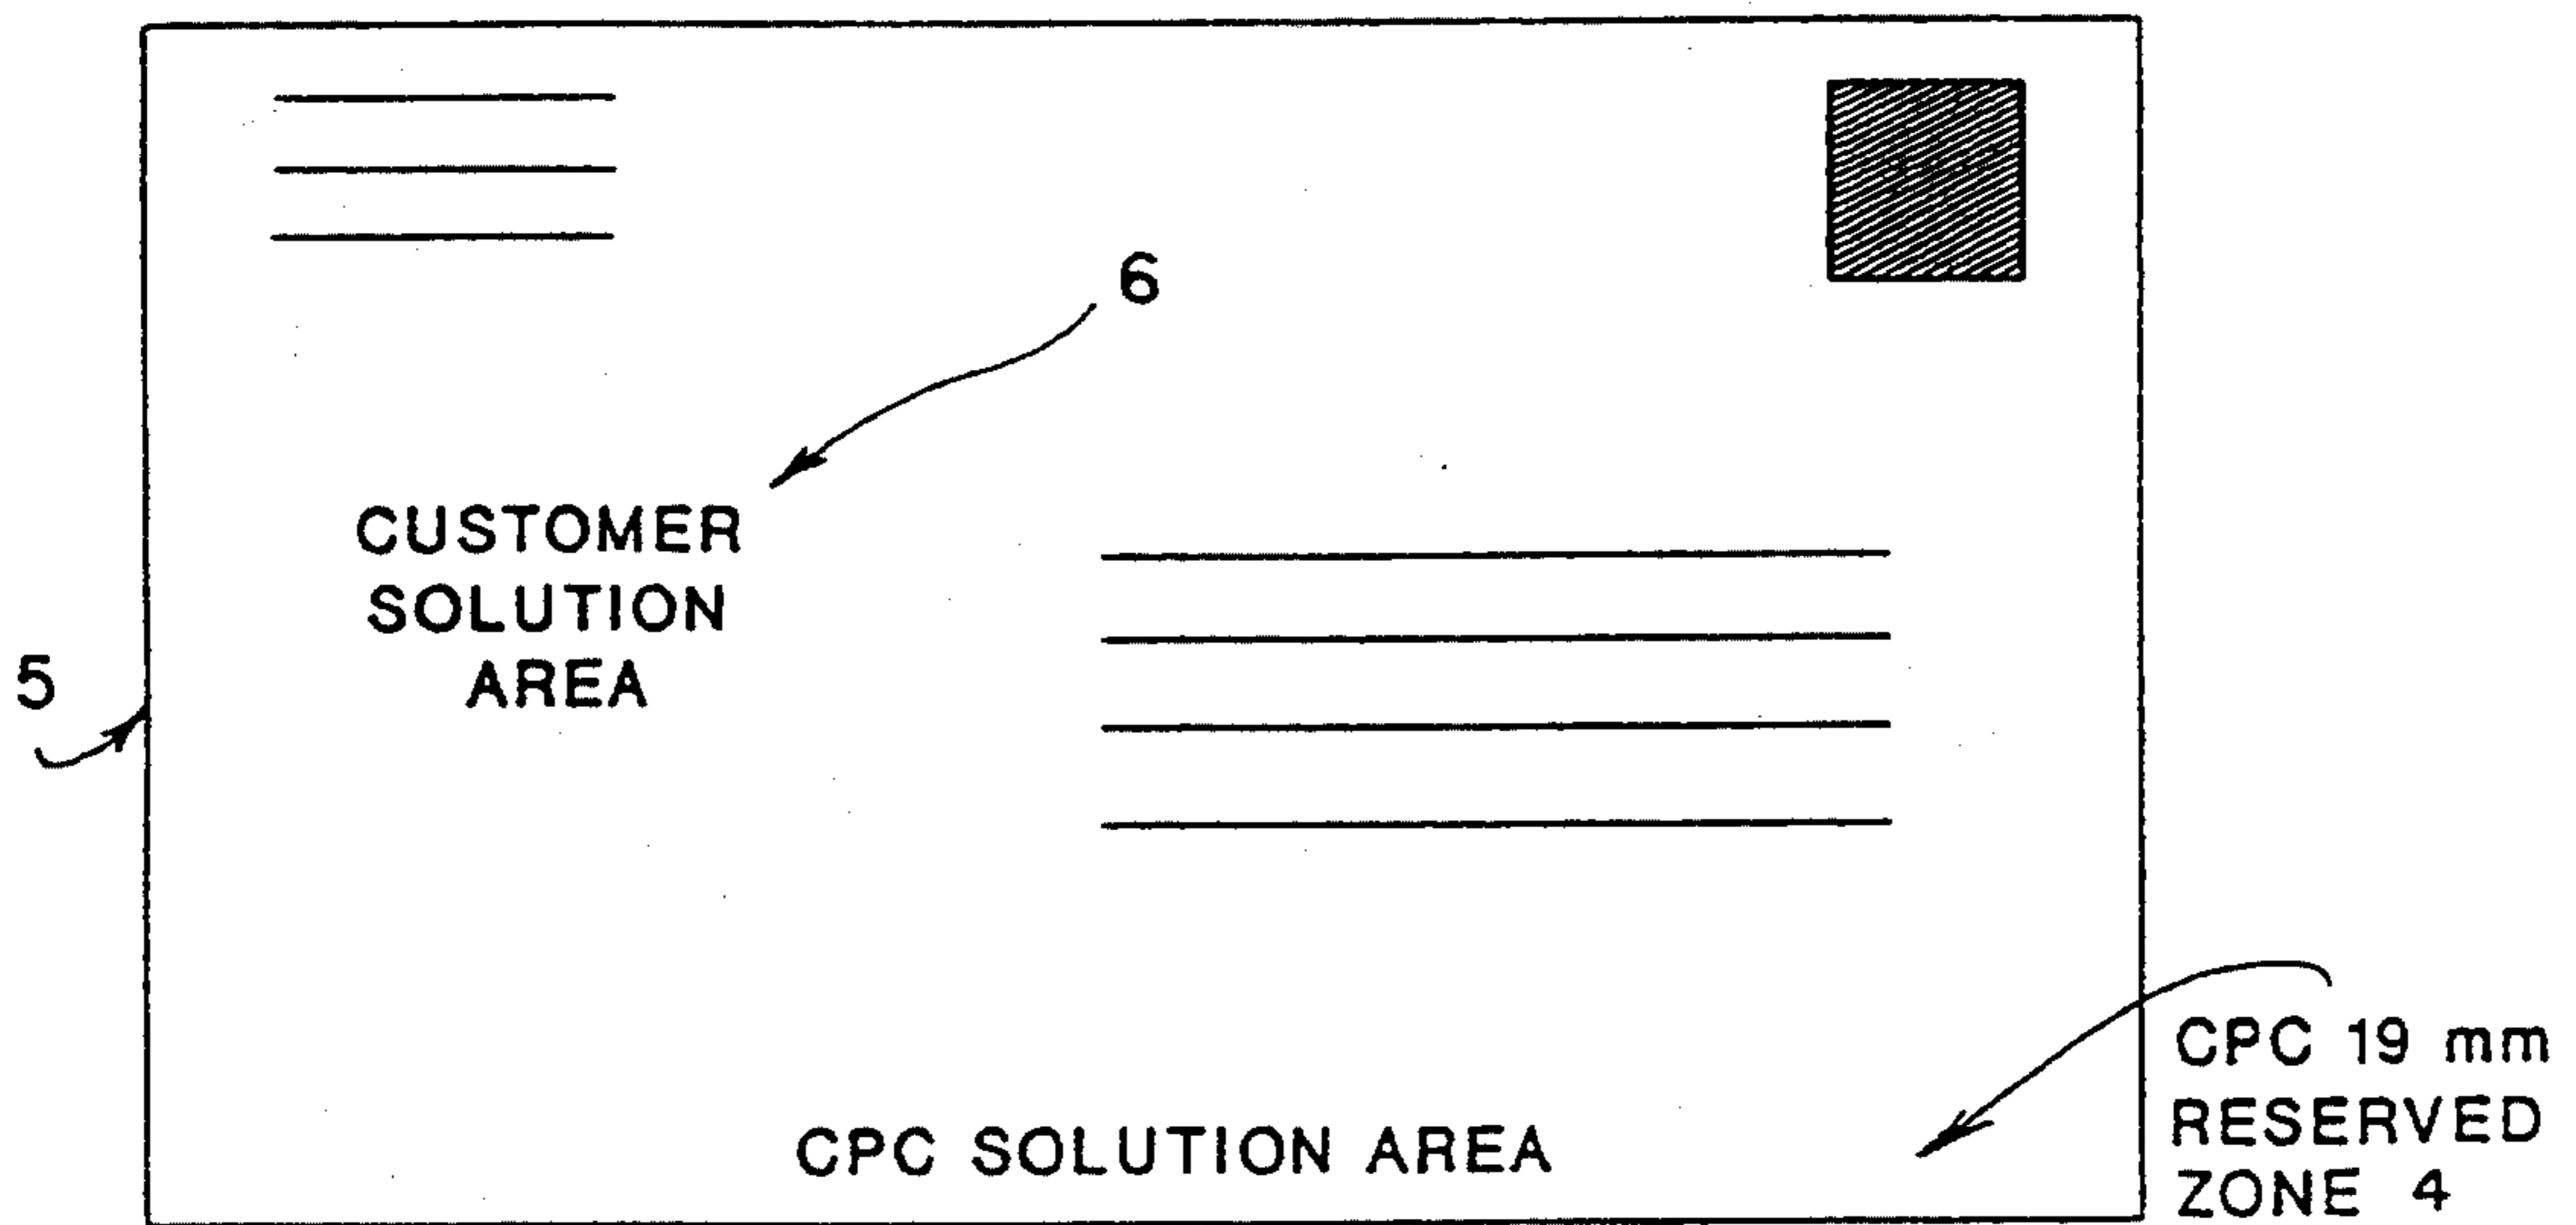 6
CUSTOMER
SOLUTION
AREA
5
CPC 19 mm
RESERVED
ZONE 4
CPC SOLUTION AREA